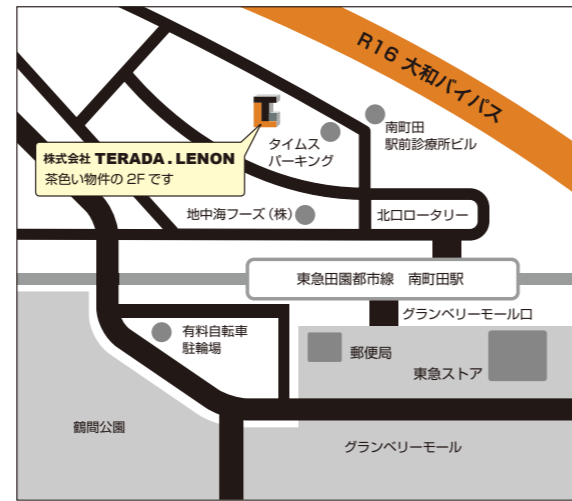 R16 大和バイパス
南町田
駅前診療所ビル
タイムス
パーキング
株式会社 TERADA.LENON
茶色い物件の 2F です
地中海フーズ(株)
北口ロータリー
東急田園都市線 南町田駅
グランベリーモール口
有料自転車
駐輪場
郵便局
東急ストア
鶴間公園
グランベリーモール